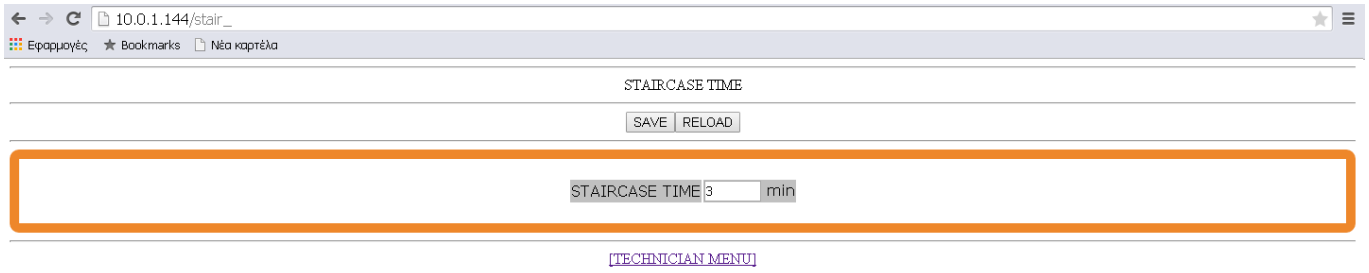 10.0.1.144/stair_
Εφαρμογές Bookmarks Νέα καρτέλα
STAIRCASE TIME
SAVE RELOAD
STAIRCASE TIME 3 min
[TECHNICIAN MENU]